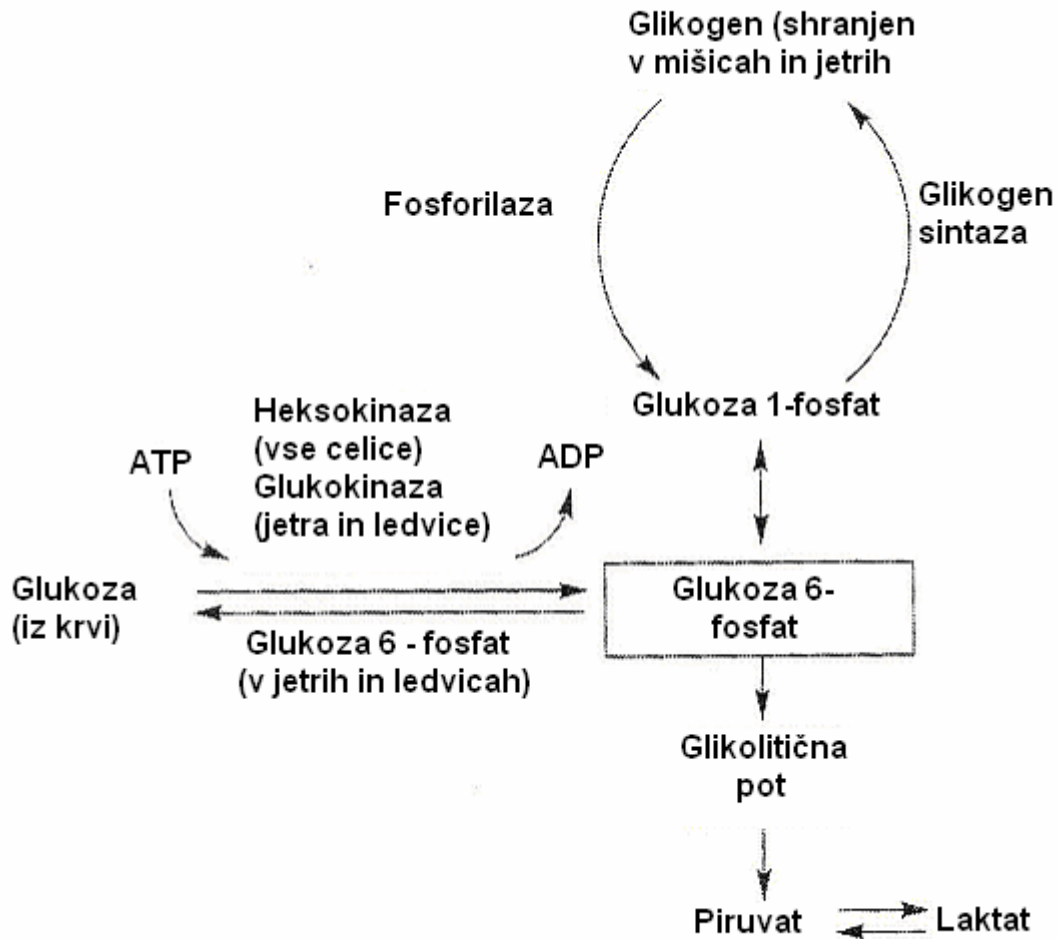 Glikogen (shranjen
v mišicah in jetrih
Fosforilaza
Glikogen
sintaza
Glukoza 1-fosfat
Heksokinaza
(vse celice)
Glukokinaza
(jetra in ledvice)
ATP
ADP
Glukoza
(iz krvi)
Glukoza 6 - fosfat
(v jetrih in ledvicah)
Glukoza 6-
fosfat
Glikolitična
pot
Piruvat
Laktat